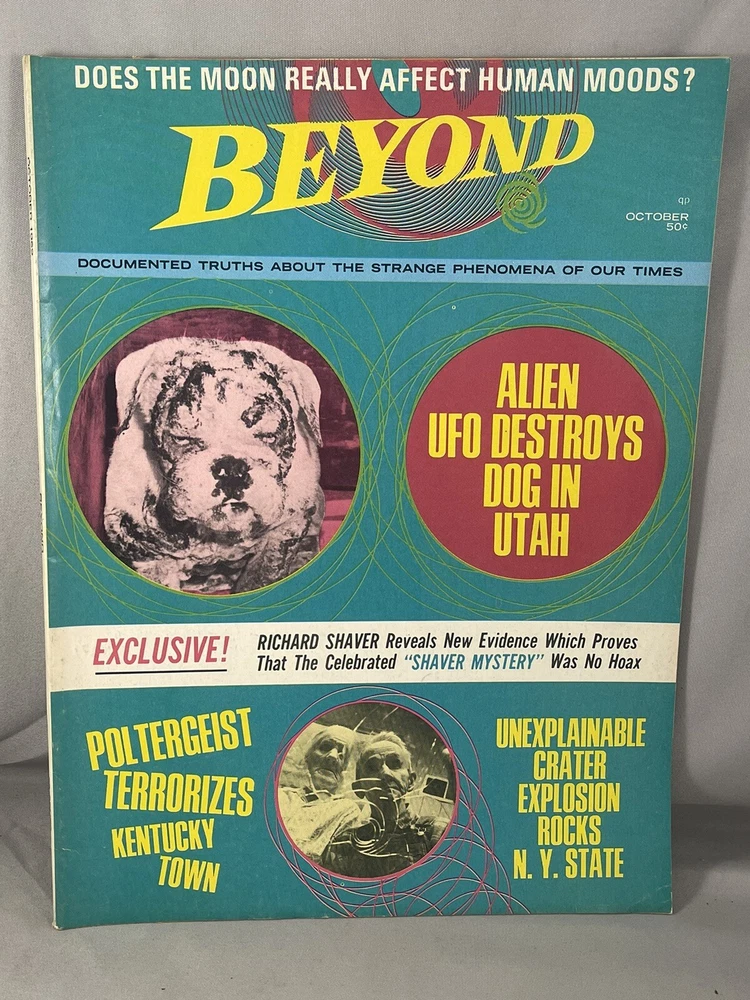 DOES THE MOON REALLY AFFECT HUMAN MOODS?
BEYOND
OCTOBER
50¢
DOCUMENTED TRUTHS ABOUT THE STRANGE PHENOMENA OF OUR TIMES
ALIEN
UFO DESTROYS
DOG IN
UTAH
EXCLUSIVE!
RICHARD SHAVER Reveals New Evidence Which Proves
That The Celebrated "SHAVER MYSTERY" Was No Hoax
POLTERGEIST
TERRORIZES
KENTUCKY
TOWN
UNEXPLAINABLE
CRATER
EXPLOSION
ROCKS
N. Y. STATE